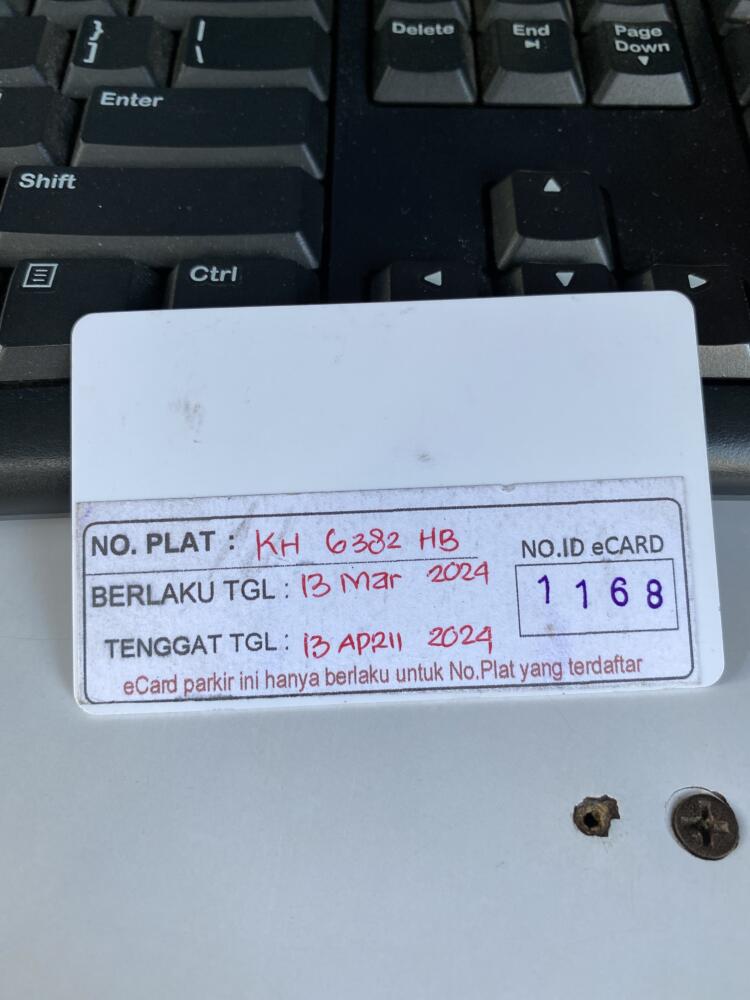 } ]
| \
Delete
End
Page Down
Enter
Shift
Ctrl
NO. PLAT : KH 6382 HB
NO.ID eCARD
BERLAKU TGL : 13 Mar 2024
1 1 6 8
TENGGAT TGL : 13 APRIl 2024
eCard parkir ini hanya berlaku untuk No.Plat yang terdaftar